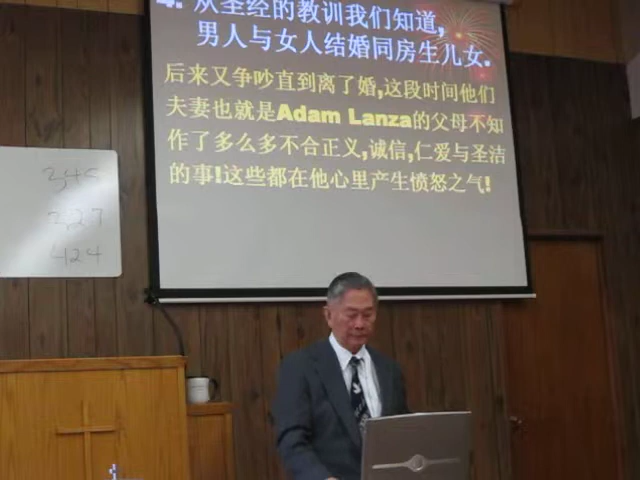 4. 从圣经的教训我们知道,
男人与女人结婚同房生儿女.
后来又争吵直到离了婚,这段时间他们
夫妻也就是Adam Lanza的父母不知
作了多么多不合正义,诚信,仁爱与圣洁
的事!这些都在他心里产生愤怒之气!
345
424